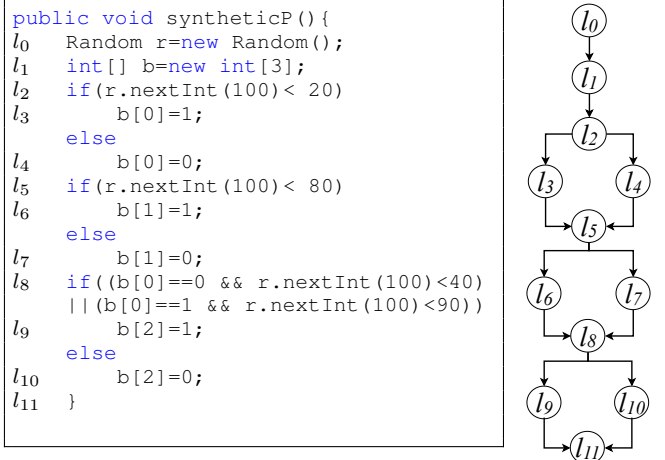 public void syntheticP(){
l0 Random r=new Random();
l1 int[] b=new int[3];
l2 if(r.nextInt(100)< 20)
l3 b[0]=1;
else
l4 b[0]=0;
l5 if(r.nextInt(100)< 80)
l6 b[1]=1;
else
l7 b[1]=0;
l8 if((b[0]==0 && r.nextInt(100)<40)
||(b[0]==1 && r.nextInt(100)<90))
l9 b[2]=1;
else
l10 b[2]=0;
l11 }
l0
l1
l2
l3 l4
l5
l6 l7
l8
l9 l10
l11